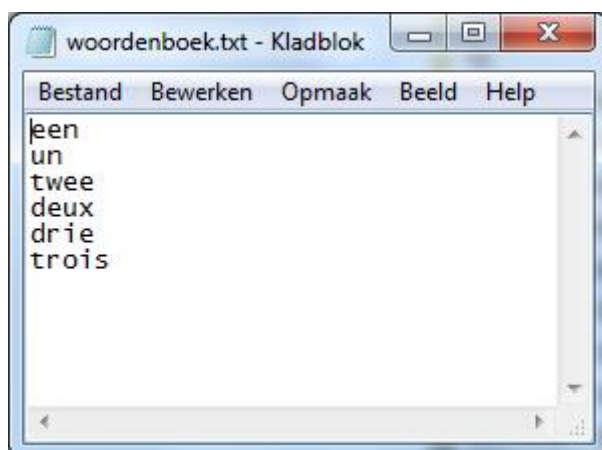 woordenboek.txt - Kladblok
Bestand Bewerken Opmaak Beeld Help
een
un
twee
deux
drie
trois